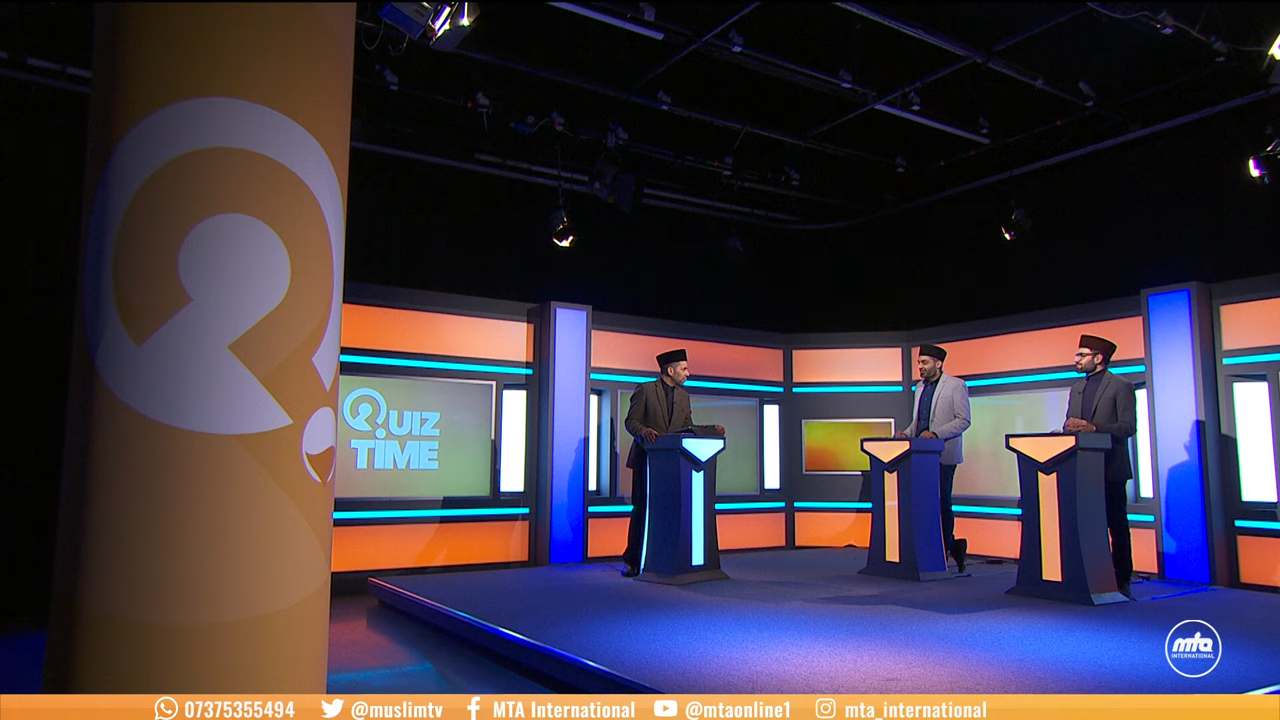 QUIZ
TIME
mta
INTERNATIONAL
07375355494 @muslimtv MTA International @mtaonline1 mta_international